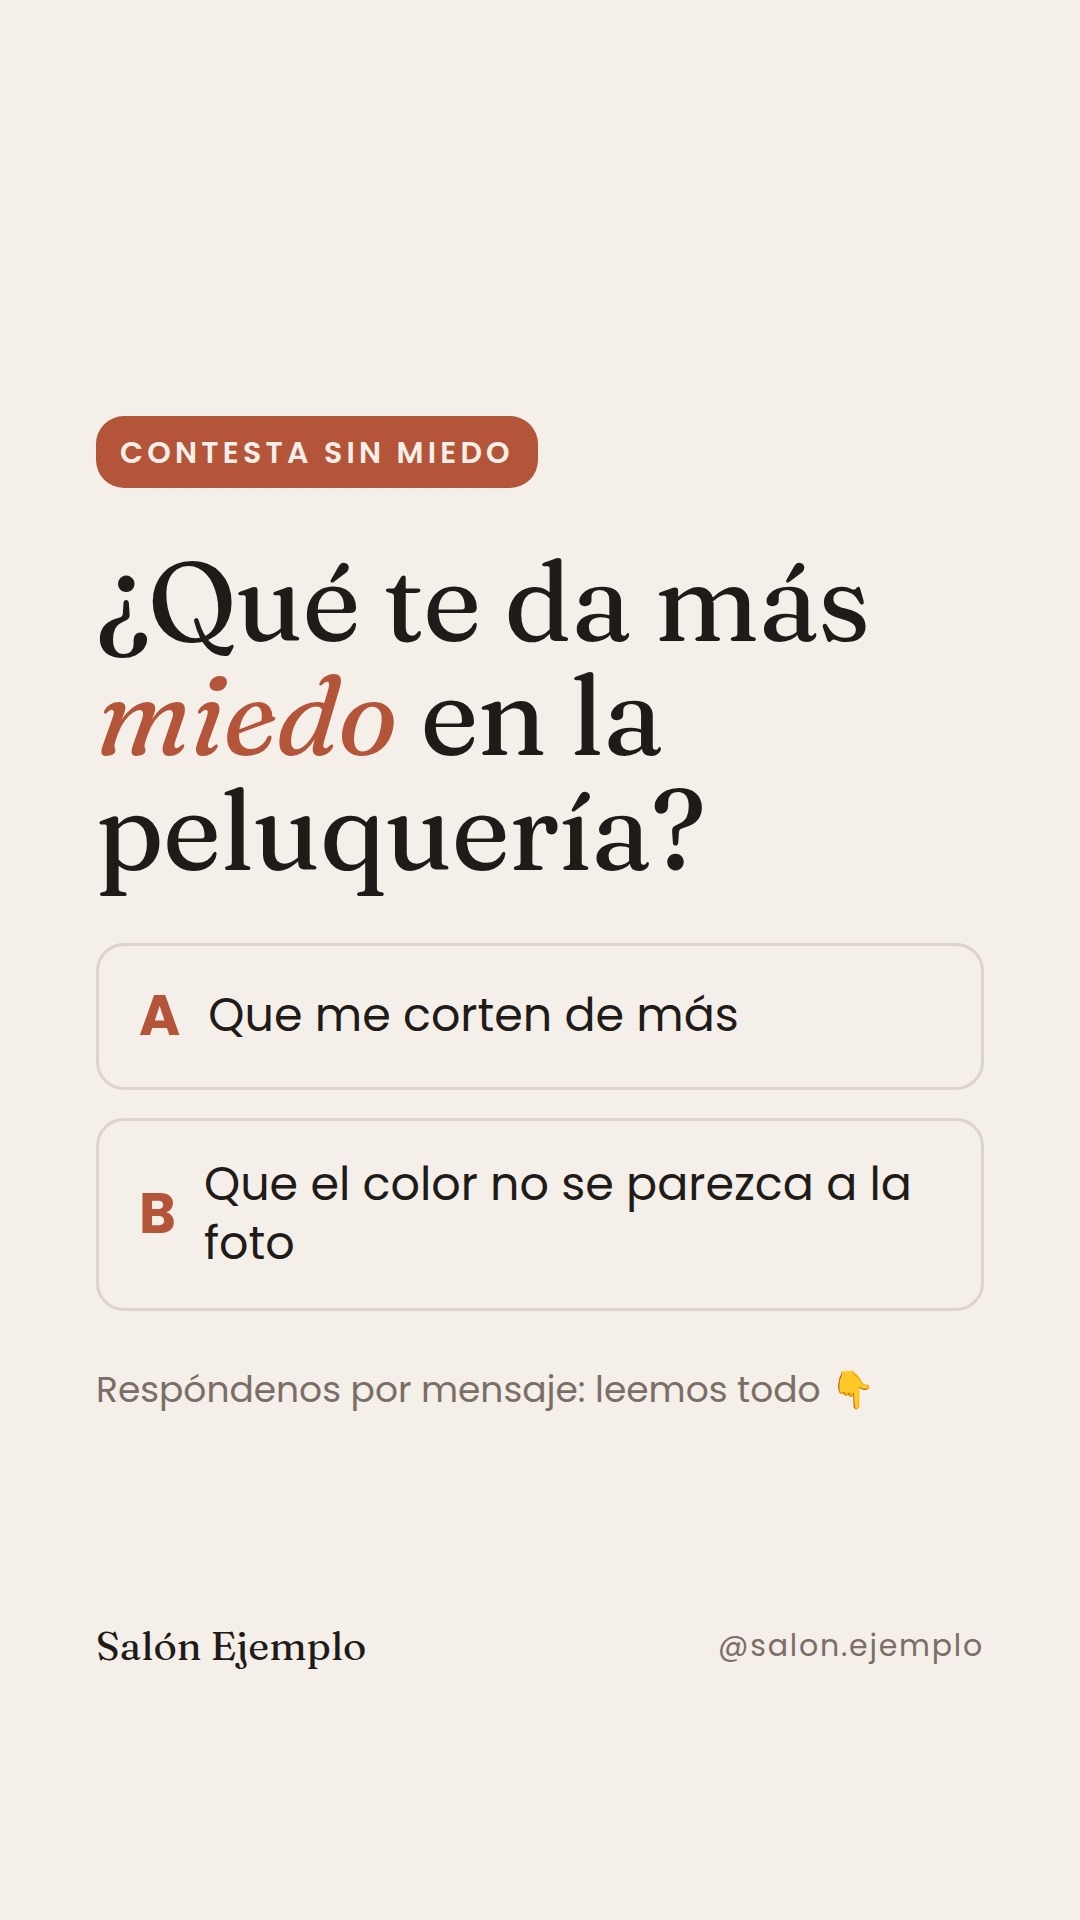 CONTESTA SIN MIEDO
¿Qué te da más
miedo en la
peluquería?
A Que me corten de más
B Que el color no se parezca a la
foto
Respóndenos por mensaje: leemos todo 👇
Salón Ejemplo
@salon.ejemplo